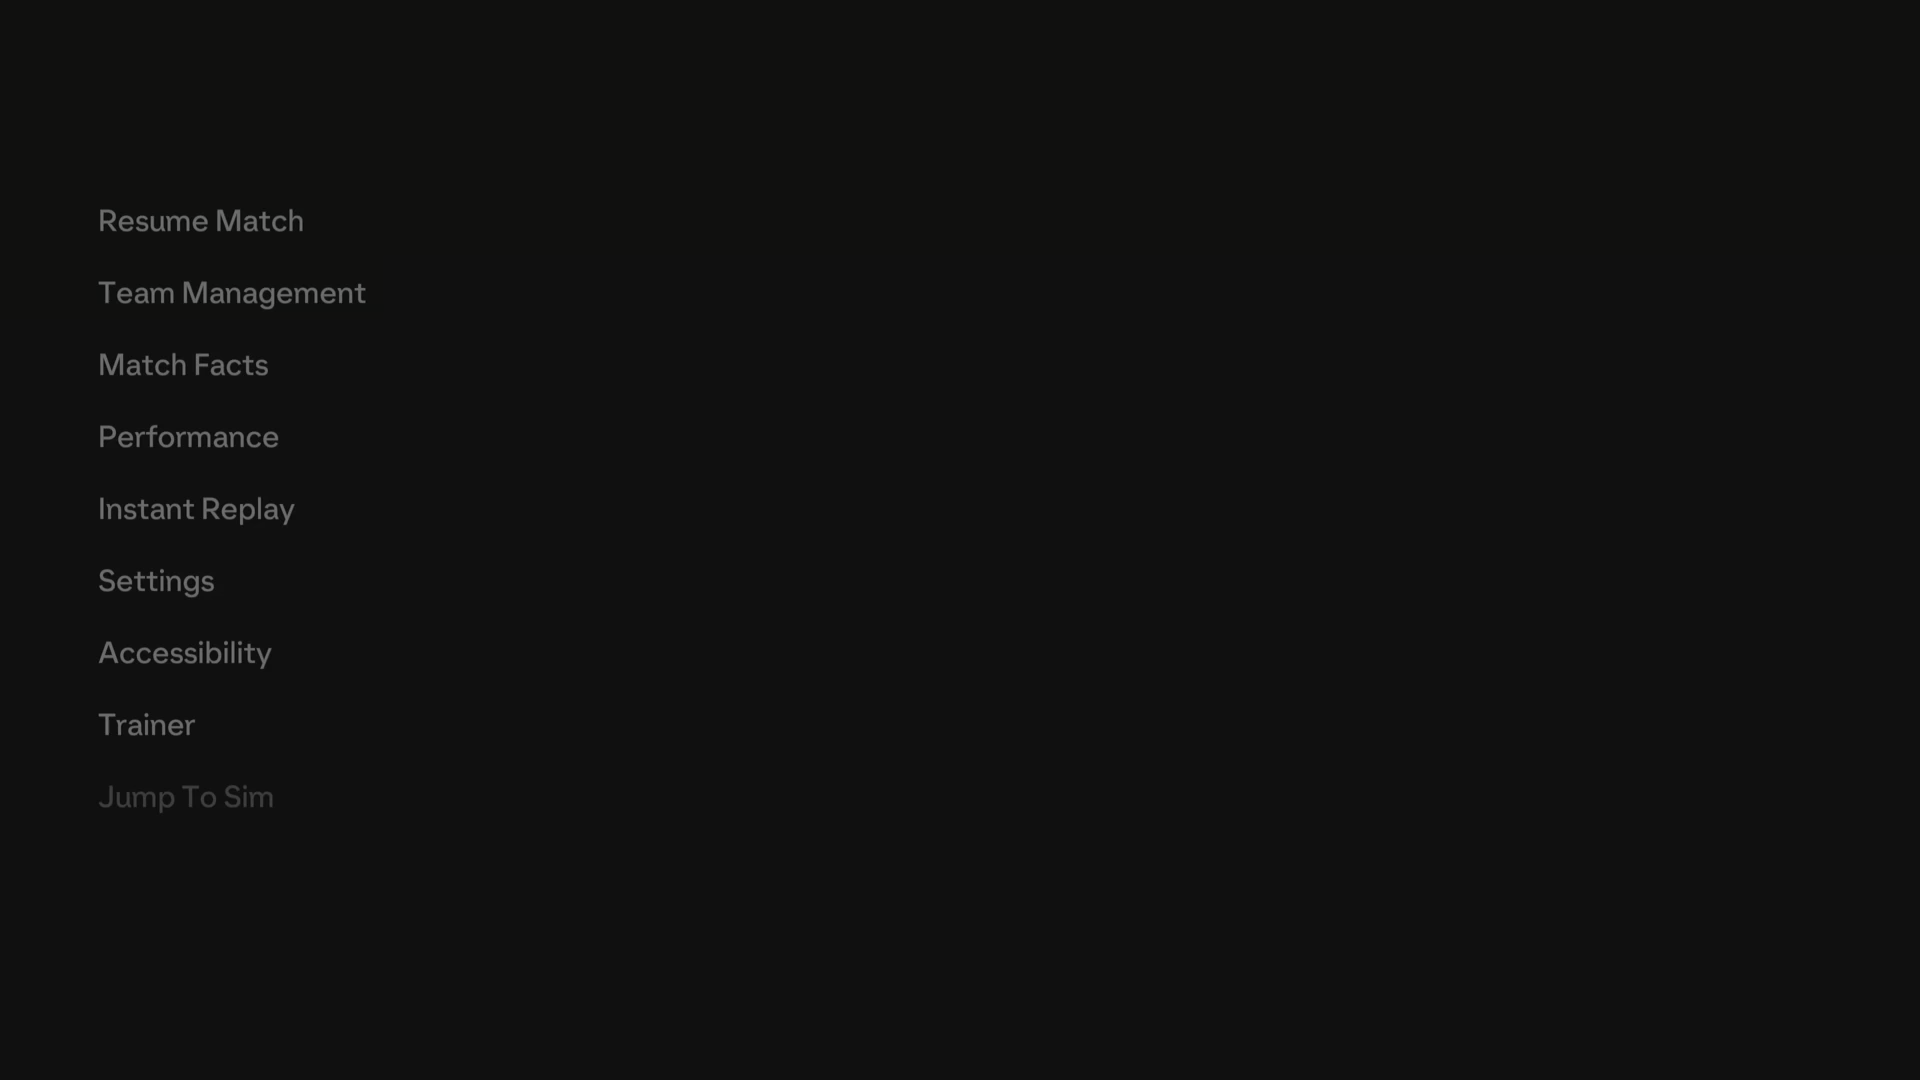 Resume Match
Team Management
Match Facts
Performance
Instant Replay
Settings
Accessibility
Trainer
Jump To Sim